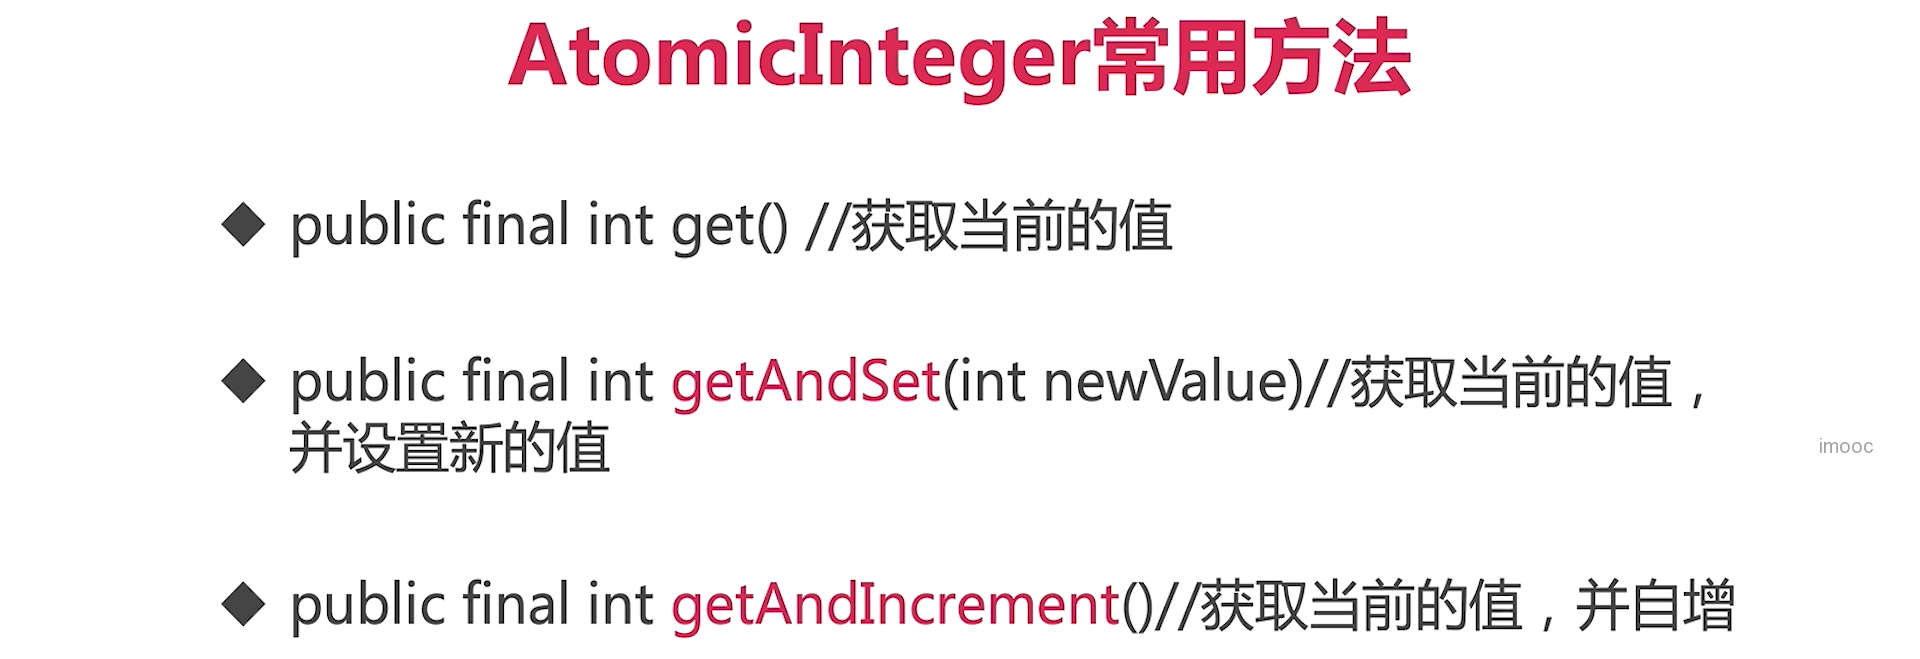 AtomicInteger常用方法
◆ public final int get() //获取当前的值
◆ public final int getAndSet(int newValue)//获取当前的值，
并设置新的值
imooc
◆ public final int getAndIncrement()//获取当前的值，并自增